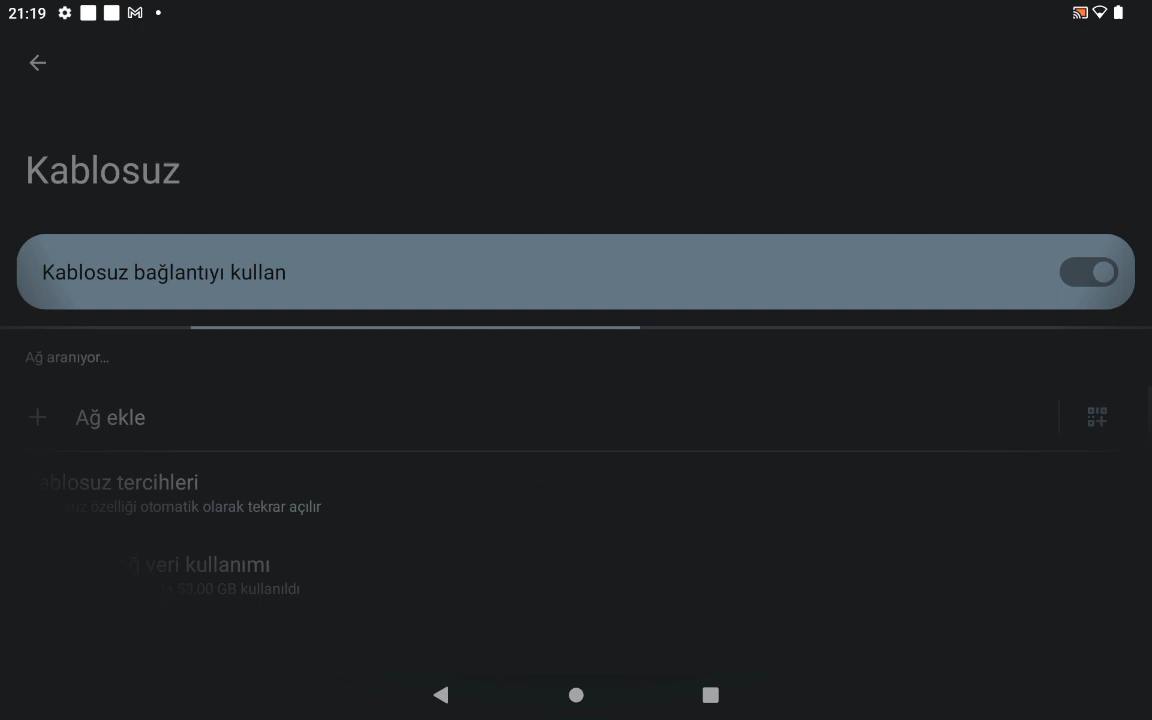 21:19
Kablosuz
Kablosuz bağlantıyı kullan
Ağ aranıyor…
Ağ ekle
ablosuz tercihleri
uz özelliği otomatik olarak tekrar açılır
ğ veri kullanımı
53,00 GB kullanıldı